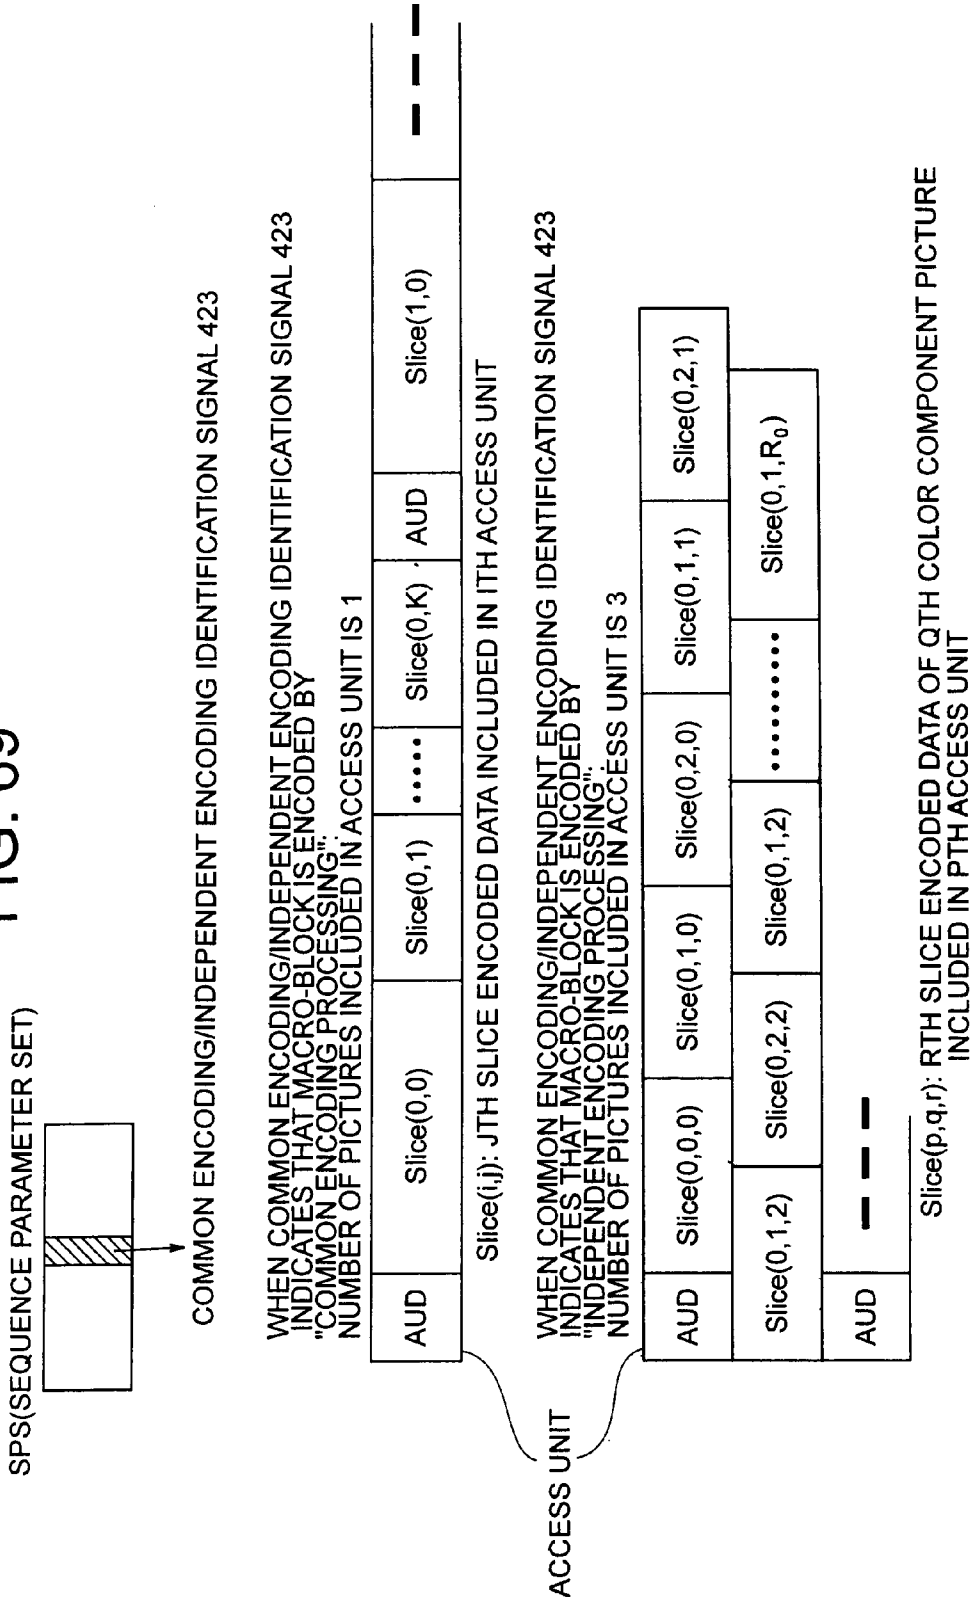 FIG. 69
SPS(SEQUENCE PARAMETER SET)
COMMON ENCODING/INDEPENDENT ENCODING IDENTIFICATION SIGNAL 423
WHEN COMMON ENCODING/INDEPENDENT ENCODING IDENTIFICATION SIGNAL 423
INDICATES THAT MACRO-BLOCK IS ENCODED BY
"COMMON ENCODING PROCESSING":
NUMBER OF PICTURES INCLUDED IN ACCESS UNIT IS 1
AUD Slice(0,0) Slice(0,1) ····· Slice(0,K) AUD Slice(1,0)
Slice(i,j): JTH SLICE ENCODED DATA INCLUDED IN ITH ACCESS UNIT
ACCESS UNIT
WHEN COMMON ENCODING/INDEPENDENT ENCODING IDENTIFICATION SIGNAL 423
INDICATES THAT MACRO-BLOCK IS ENCODED BY
"INDEPENDENT ENCODING PROCESSING":
NUMBER OF PICTURES INCLUDED IN ACCESS UNIT IS 3
AUD Slice(0,0,0) Slice(0,1,0) Slice(0,2,0) Slice(0,1,1) Slice(0,2,1)
Slice(0,1,2) Slice(0,2,2) Slice(0,1,2) ·········· Slice(0,1,R₀)
AUD
Slice(p,q,r): RTH SLICE ENCODED DATA OF QTH COLOR COMPONENT PICTURE
INCLUDED IN PTH ACCESS UNIT